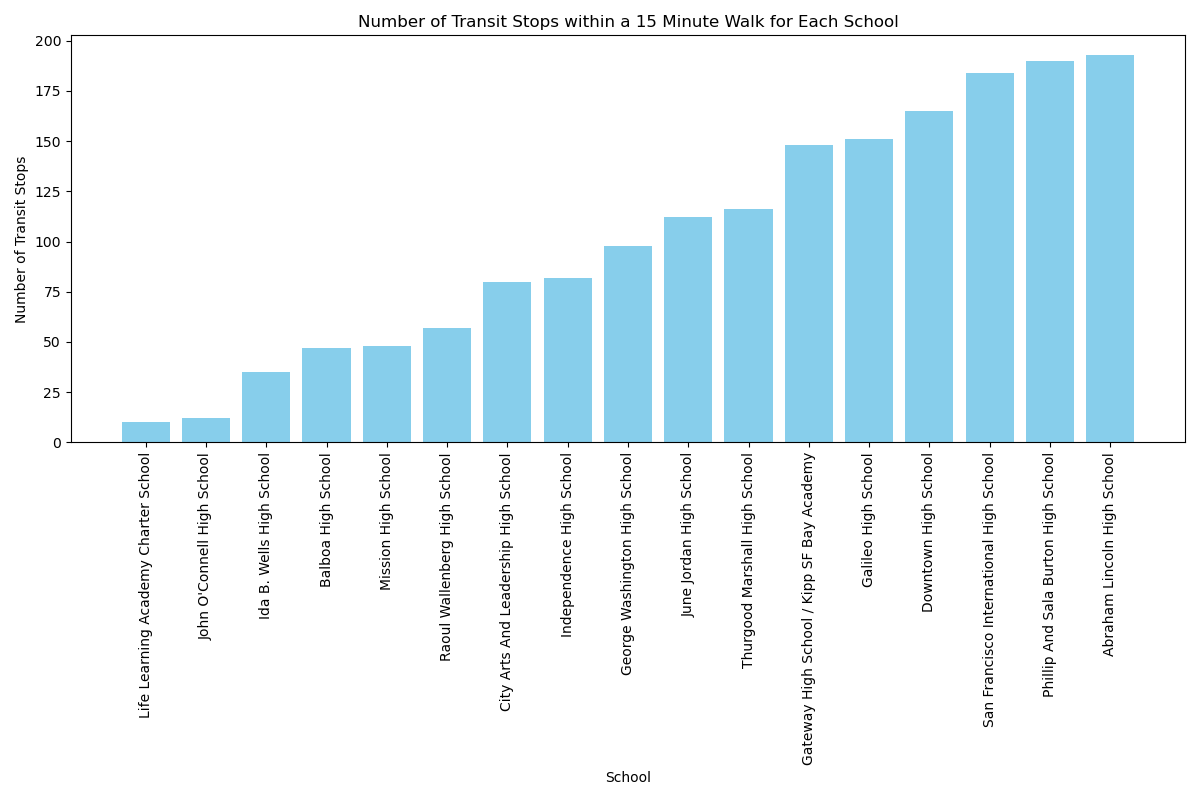 Number of Transit Stops within a 15 Minute Walk for Each School
Number of Transit Stops
200
175
150
125
100
75
50
25
0
Life Learning Academy Charter School
John O'Connell High School
Ida B. Wells High School
Balboa High School
Mission High School
Raoul Wallenberg High School
City Arts And Leadership High School
Independence High School
George Washington High School
June Jordan High School
Thurgood Marshall High School
Gateway High School / Kipp SF Bay Academy
Galileo High School
Downtown High School
San Francisco International High School
Phillip And Sala Burton High School
Abraham Lincoln High School
School